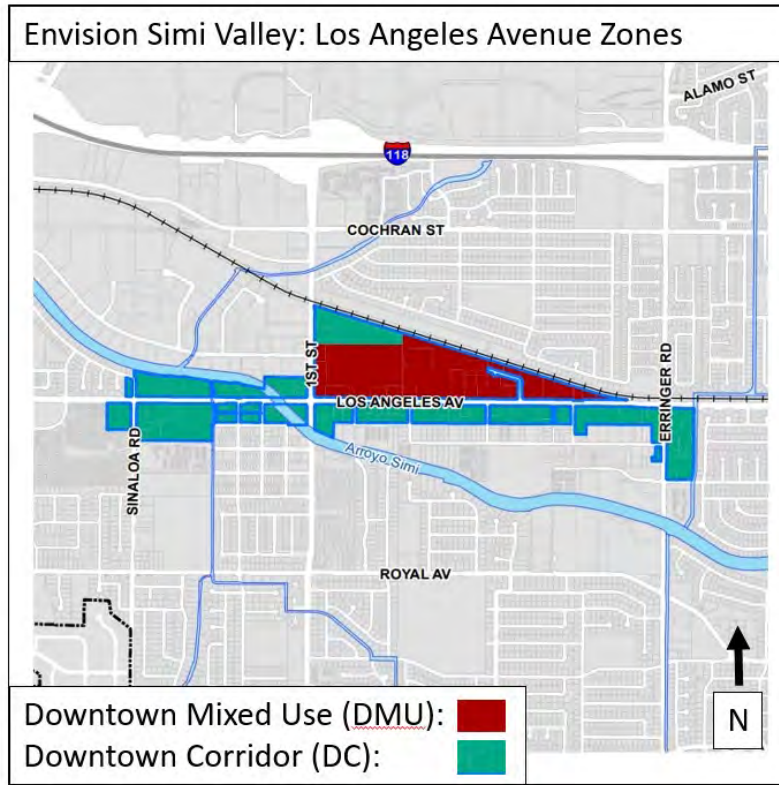 Envision Simi Valley: Los Angeles Avenue Zones
ALAMO ST
118
COCHRAN ST
1ST ST
ERRINGER RD
LOS ANGELES AV
SINALOA RD
Arroyo Simi
ROYAL AV
Downtown Mixed Use (DMU):
Downtown Corridor (DC):
N